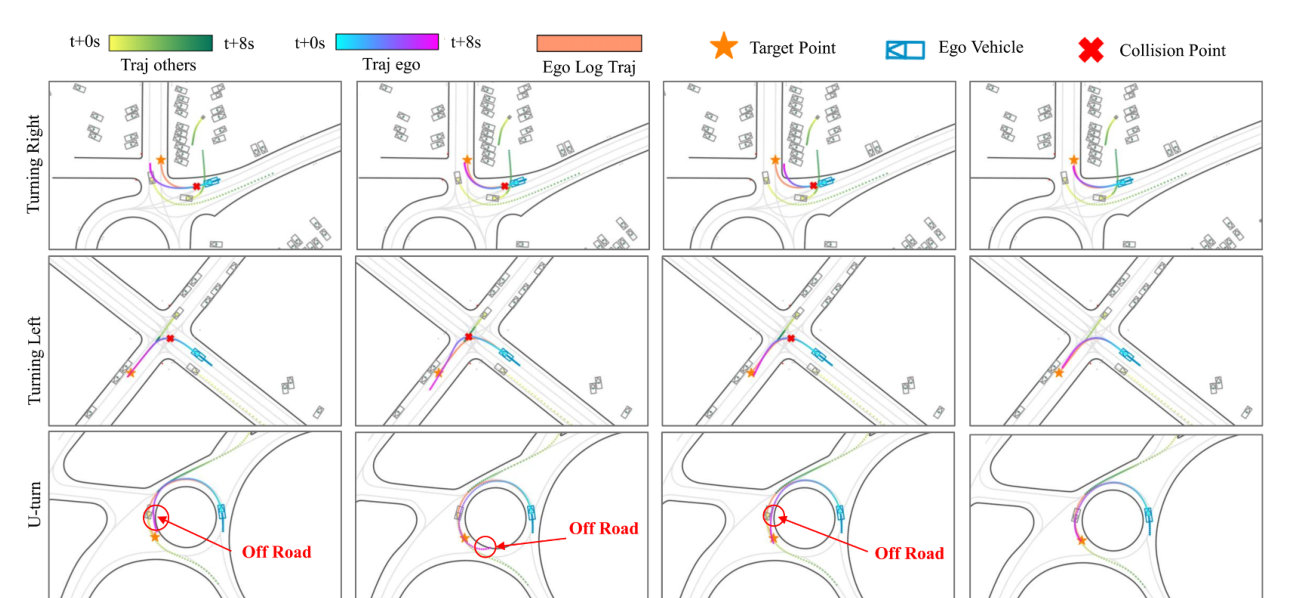 t+0s t+8s
Traj others
t+0s t+8s
Traj ego
Ego Log Traj
Target Point
Ego Vehicle
Collision Point
Turning Right
Turning Left
U-turn
Off Road
Off Road
Off Road